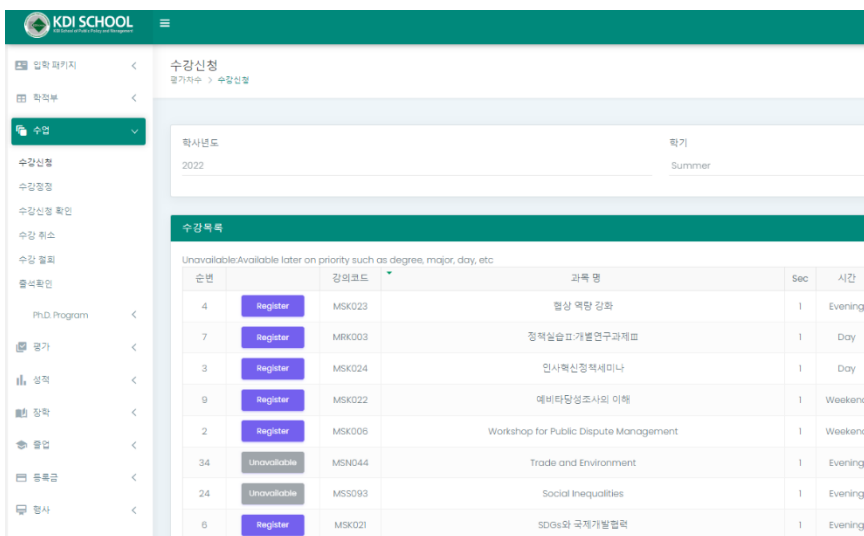 KDI SCHOOL
KDI School of Public Policy and Management
입학 패키지
학적부
수업
수강신청
수강정정
수강신청 확인
수강 취소
수강 철회
출석확인
Ph.D. Program
평가
성적
장학
졸업
등록금
행사
수강신청
평가자수 > 수강신청
학사년도
학기
2022
Summer
수강목록
Unavailable:Available later on priority such as degree, major, day, etc
순번 강의코드 과목 명 Sec 시간
4 Register MSK023 협상 역량 강화 1 Evening
7 Register MRK003 정책실습Ⅱ:개별연구과제Ⅲ 1 Day
3 Register MSK024 인사혁신정책세미나 1 Day
9 Register MSK022 예비타당성조사의 이해 1 Weekend
2 Register MSK006 Workshop for Public Dispute Management 1 Weekend
34 Unavailable MSN044 Trade and Environment 1 Evening
24 Unavailable MSS093 Social Inequalities 1 Evening
6 Register MSK021 SDGs와 국제개발협력 1 Evening